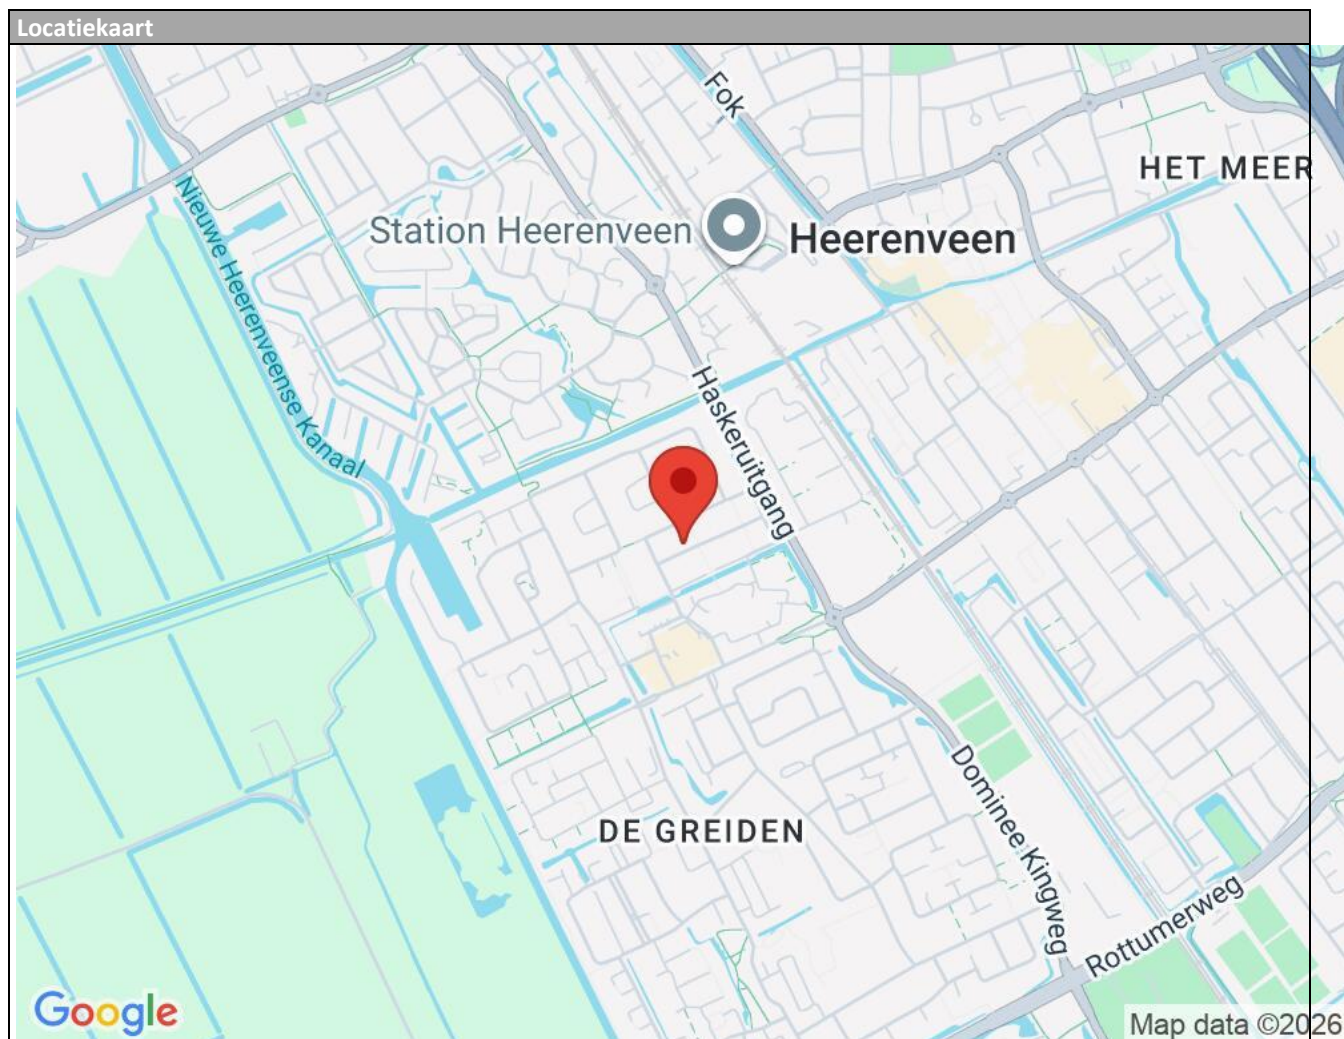 Locatiekaart
Fok
HET MEER
Station Heerenveen
Heerenveen
Nieuwe Heerenveense Kanaal
Haskeruitgang
DE GREIDEN
Dominee Kingweg
Rottumerweg
Google
Map data ©2026